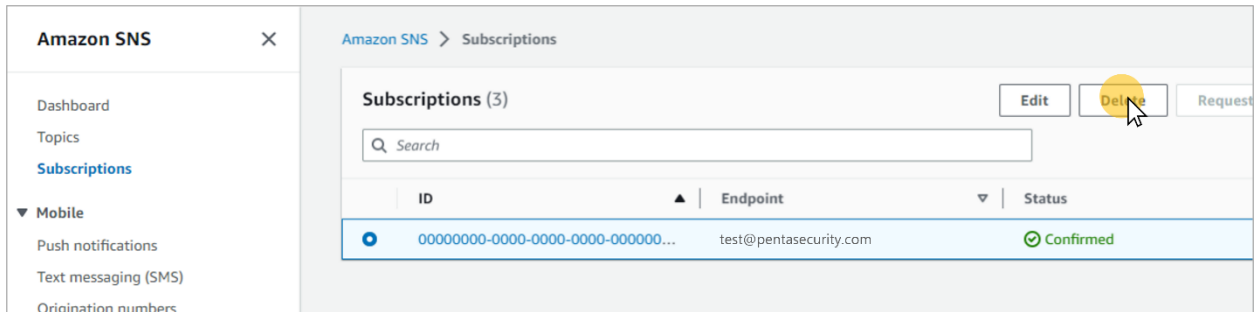 Amazon SNS
Amazon SNS > Subscriptions
Dashboard
Topics
Subscriptions
Mobile
Push notifications
Text messaging (SMS)
Origination numbers
Subscriptions (3)
Edit
Delete
Request
Search
ID Endpoint Status
00000000-0000-0000-0000-000000... test@pentasecurity.com Confirmed